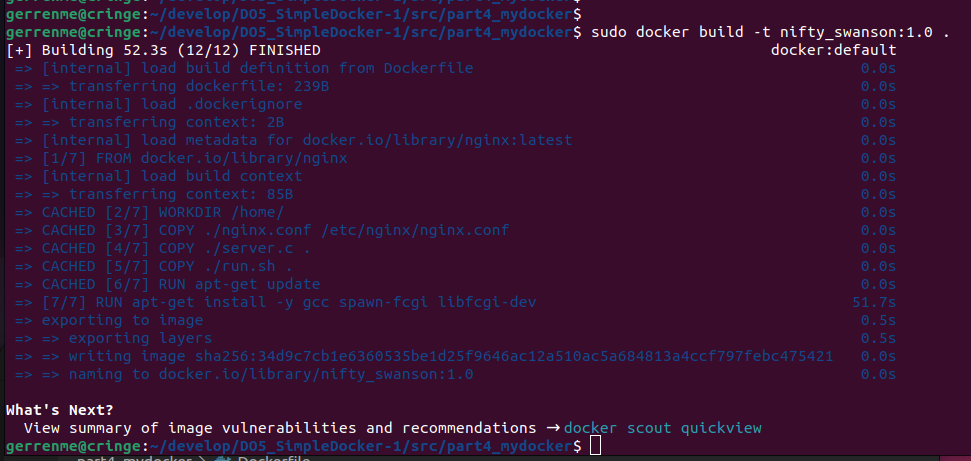 gerrenme@cringe:~/develop/DO5_SimpleDocker-1/src/part4_mydocker$
gerrenme@cringe:~/develop/DO5_SimpleDocker-1/src/part4_mydocker$
gerrenme@cringe:~/develop/DO5_SimpleDocker-1/src/part4_mydocker$ sudo docker build -t nifty_swanson:1.0 .
[+] Building 52.3s (12/12) FINISHED docker:default
=> [internal] load build definition from Dockerfile 0.0s
=> => transferring dockerfile: 239B 0.0s
=> [internal] load .dockerignore 0.0s
=> => transferring context: 2B 0.0s
=> [internal] load metadata for docker.io/library/nginx:latest 0.0s
=> [1/7] FROM docker.io/library/nginx 0.0s
=> [internal] load build context 0.0s
=> => transferring context: 85B 0.0s
=> CACHED [2/7] WORKDIR /home/ 0.0s
=> CACHED [3/7] COPY ./nginx.conf /etc/nginx/nginx.conf 0.0s
=> CACHED [4/7] COPY ./server.c . 0.0s
=> CACHED [5/7] COPY ./run.sh . 0.0s
=> CACHED [6/7] RUN apt-get update 0.0s
=> [7/7] RUN apt-get install -y gcc spawn-fcgi libfcgi-dev 51.7s
=> exporting to image 0.5s
=> => exporting layers 0.5s
=> => writing image sha256:34d9c7cb1e6360535be1d25f9646ac12a510ac5a684813a4ccf797febc475421 0.0s
=> => naming to docker.io/library/nifty_swanson:1.0 0.0s
What's Next?
View summary of image vulnerabilities and recommendations → docker scout quickview
gerrenme@cringe:~/develop/DO5_SimpleDocker-1/src/part4_mydocker$
part4_mydocker > Dockerfile